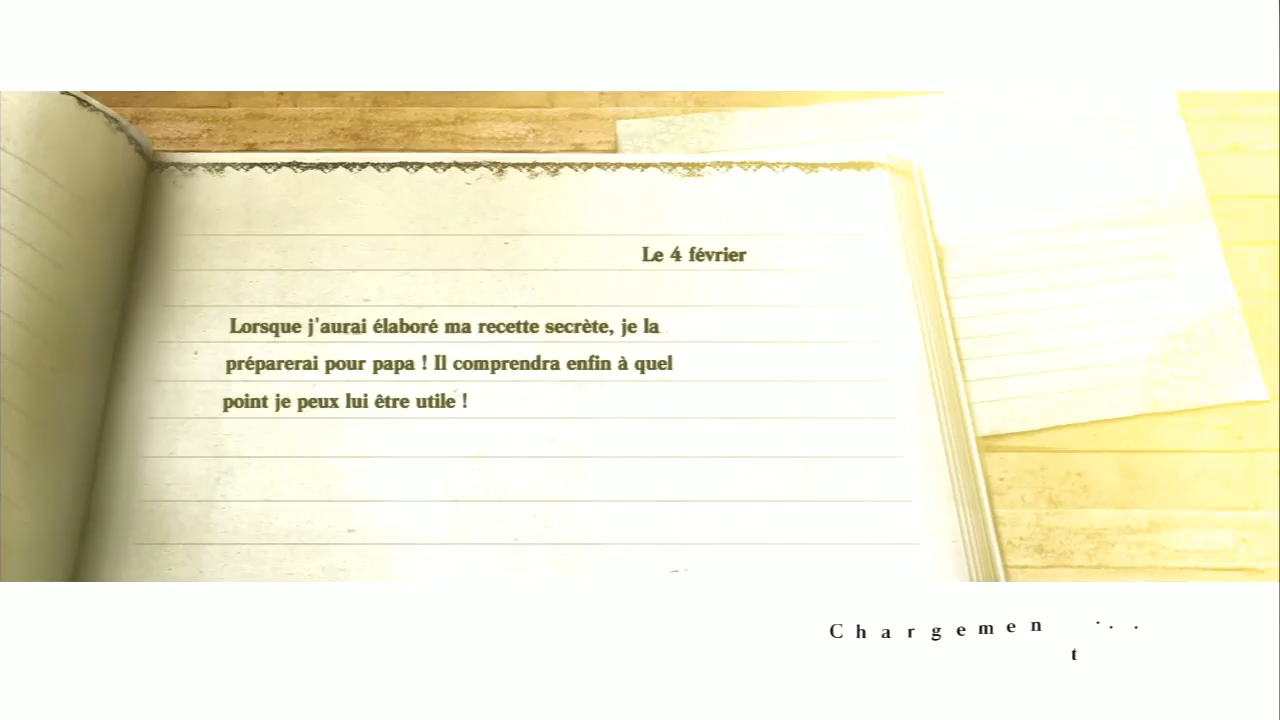 Le 4 février
Lorsque j'aurai élaboré ma recette secrète, je la
préparerai pour papa ! Il comprendra enfin à quel
point je peux lui être utile !
Chargement...